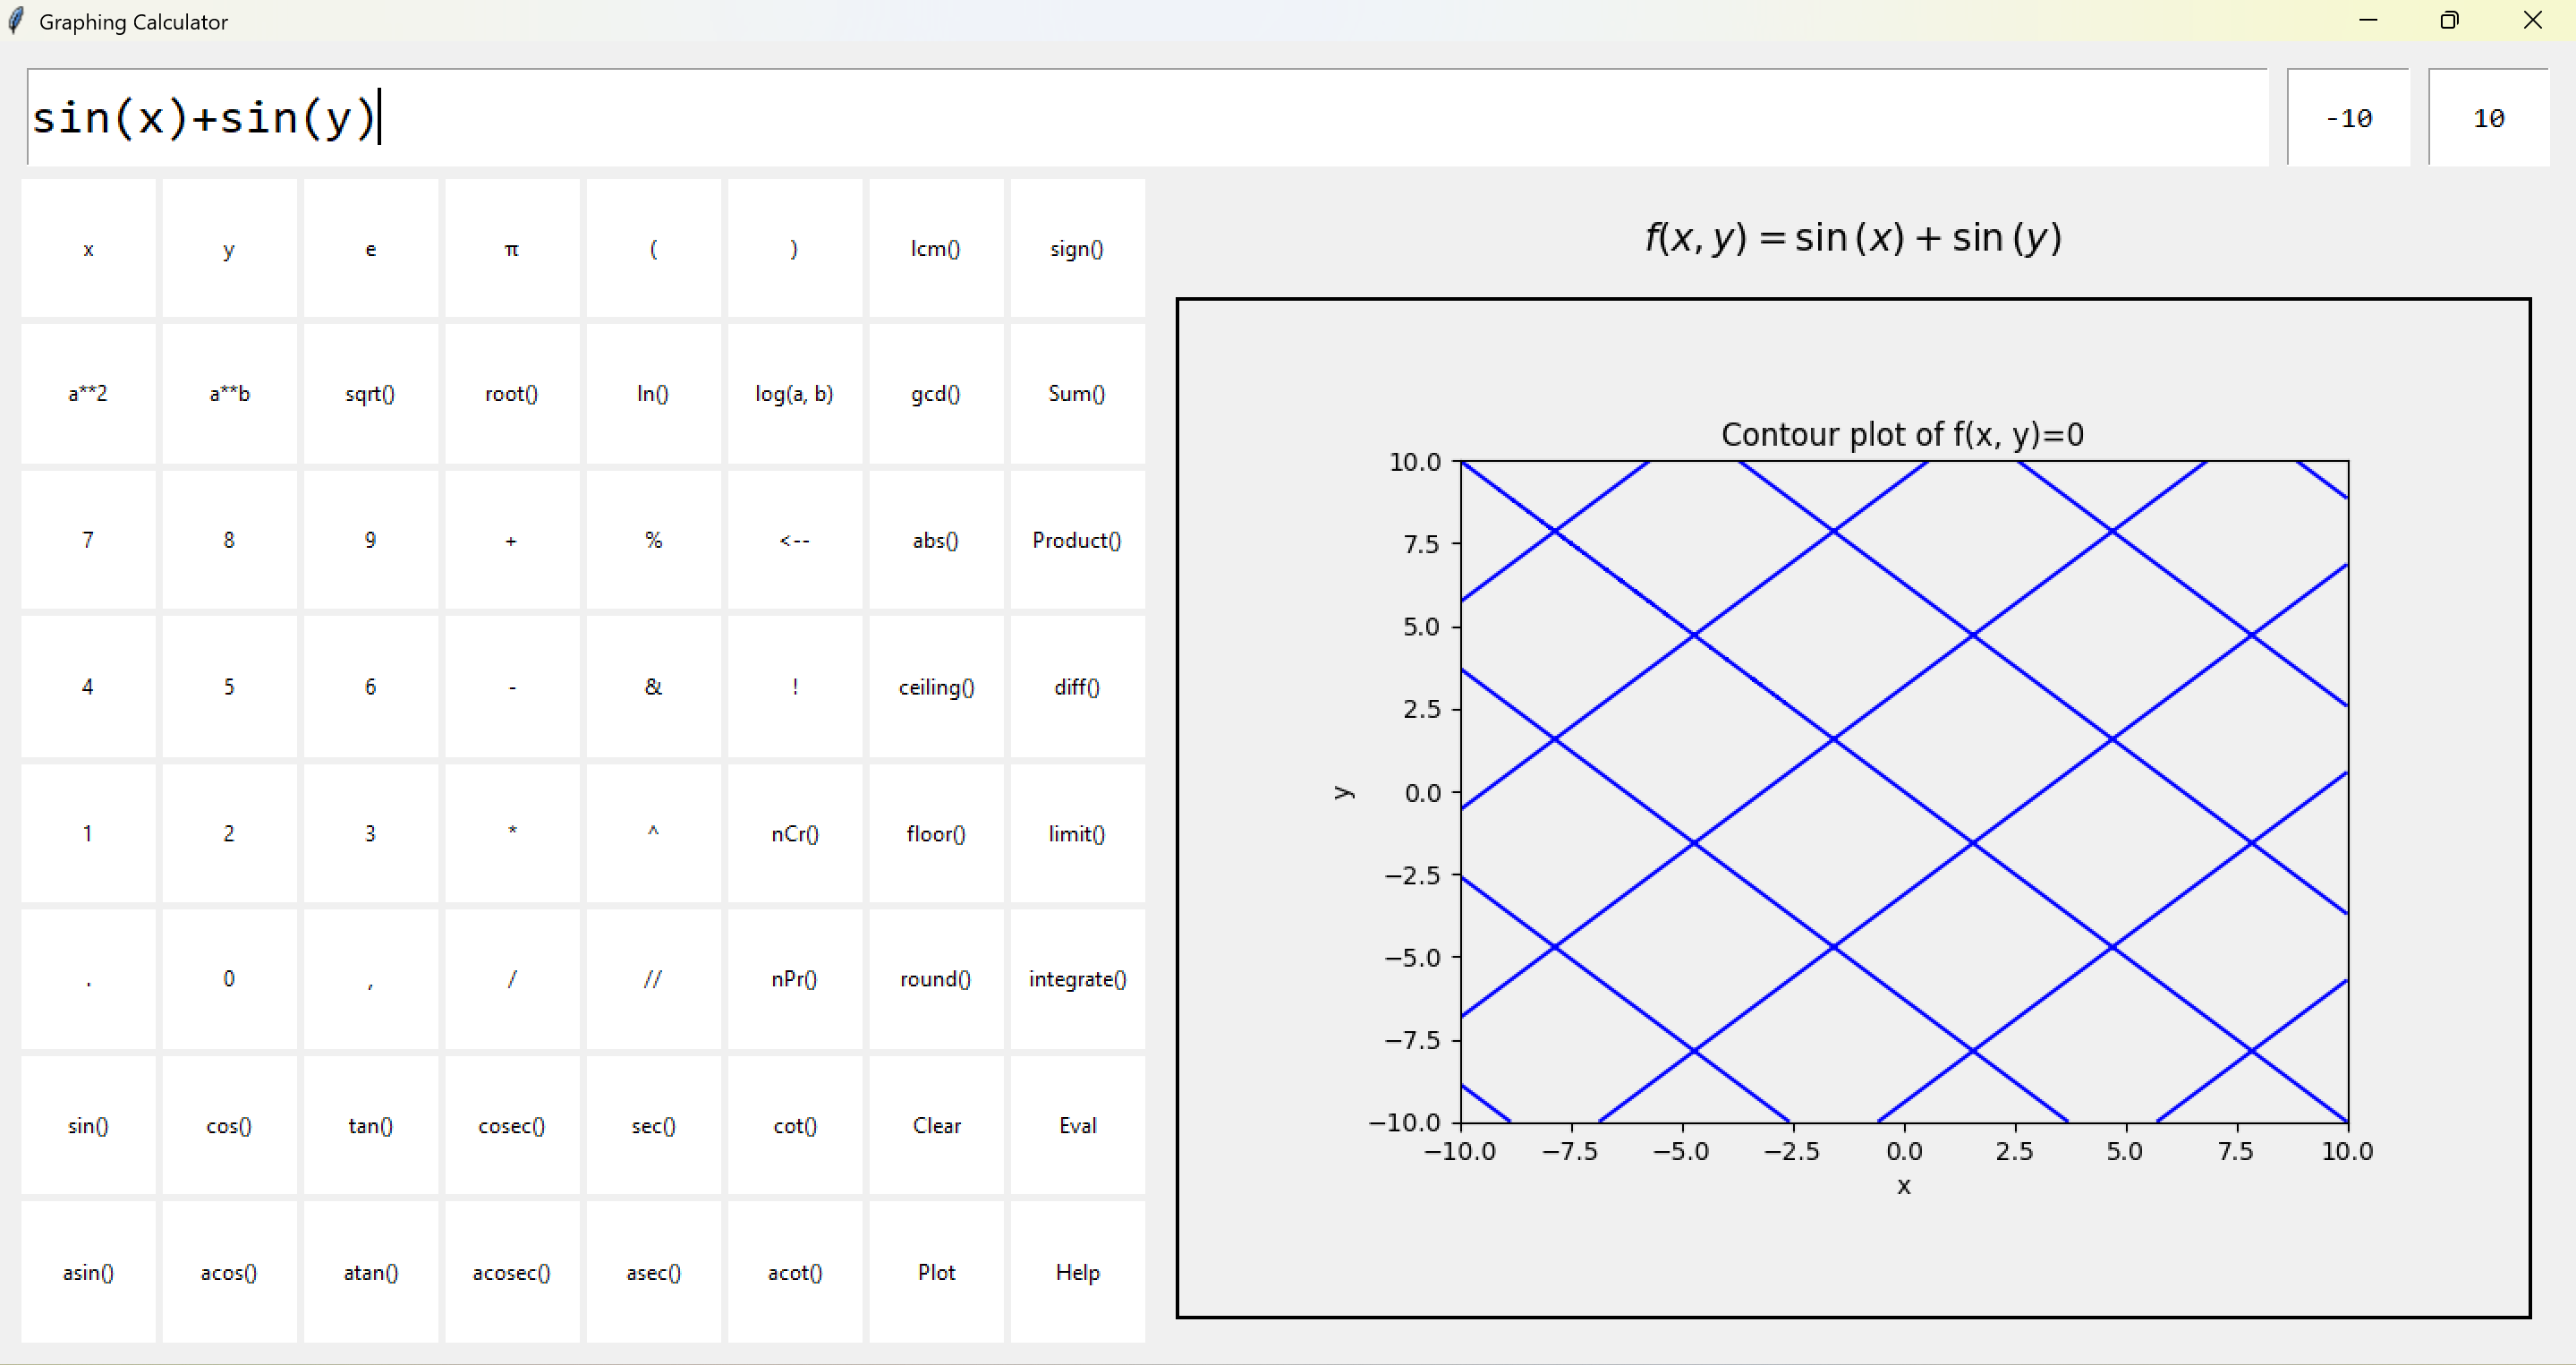 Graphing Calculator
sin(x)+sin(y) -10 10
x y e π ( ) lcm() sign()
a**2 a**b sqrt() root() ln() log(a, b) gcd() Sum()
7 8 9 + % <-- abs() Product()
4 5 6 - & ! ceiling() diff()
1 2 3 * ^ nCr() floor() limit()
. 0 , / // nPr() round() integrate()
sin() cos() tan() cosec() sec() cot() Clear Eval
asin() acos() atan() acosec() asec() acot() Plot Help
f(x, y) = sin (x) + sin (y)
Contour plot of f(x, y)=0
10.0
7.5
5.0
2.5
0.0
−2.5
−5.0
−7.5
−10.0
y
−10.0 −7.5 −5.0 −2.5 0.0 2.5 5.0 7.5 10.0
x